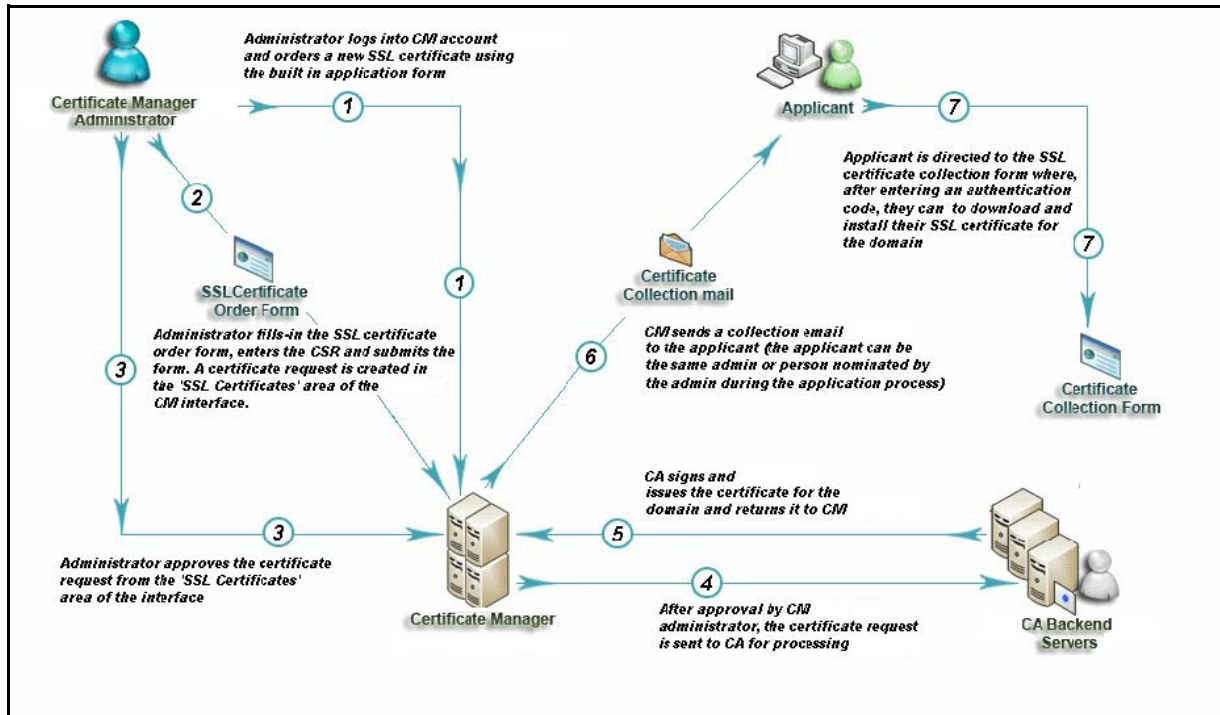 Administrator logs into CM account
and orders a new SSL certificate using
the built in application form
Certificate Manager
Administrator
1
Applicant
7
Applicant is directed to the SSL
certificate collection form where,
after entering an authentication
code, they can to download and
install their SSL certificate for
the domain
2
7
SSLCertificate
Order Form
1
Certificate
Collection mail
Administrator fills-in the SSL certificate
order form, enters the CSR and submits the
form. A certificate request is created in
the 'SSL Certificates' area of the
CM interface.
CM sends a collection email
to the applicant (the applicant can be
the same admin or person nominated by
the admin during the application process)
3
6
Certificate
Collection Form
CA signs and
issues the certificate for the
domain and returns it to CM
3
5
Administrator approves the certificate
request from the 'SSL Certificates'
area of the interface
4
Certificate Manager
After approval by CM
administrator, the certificate request
is sent to CA for processing
CA Backend
Servers